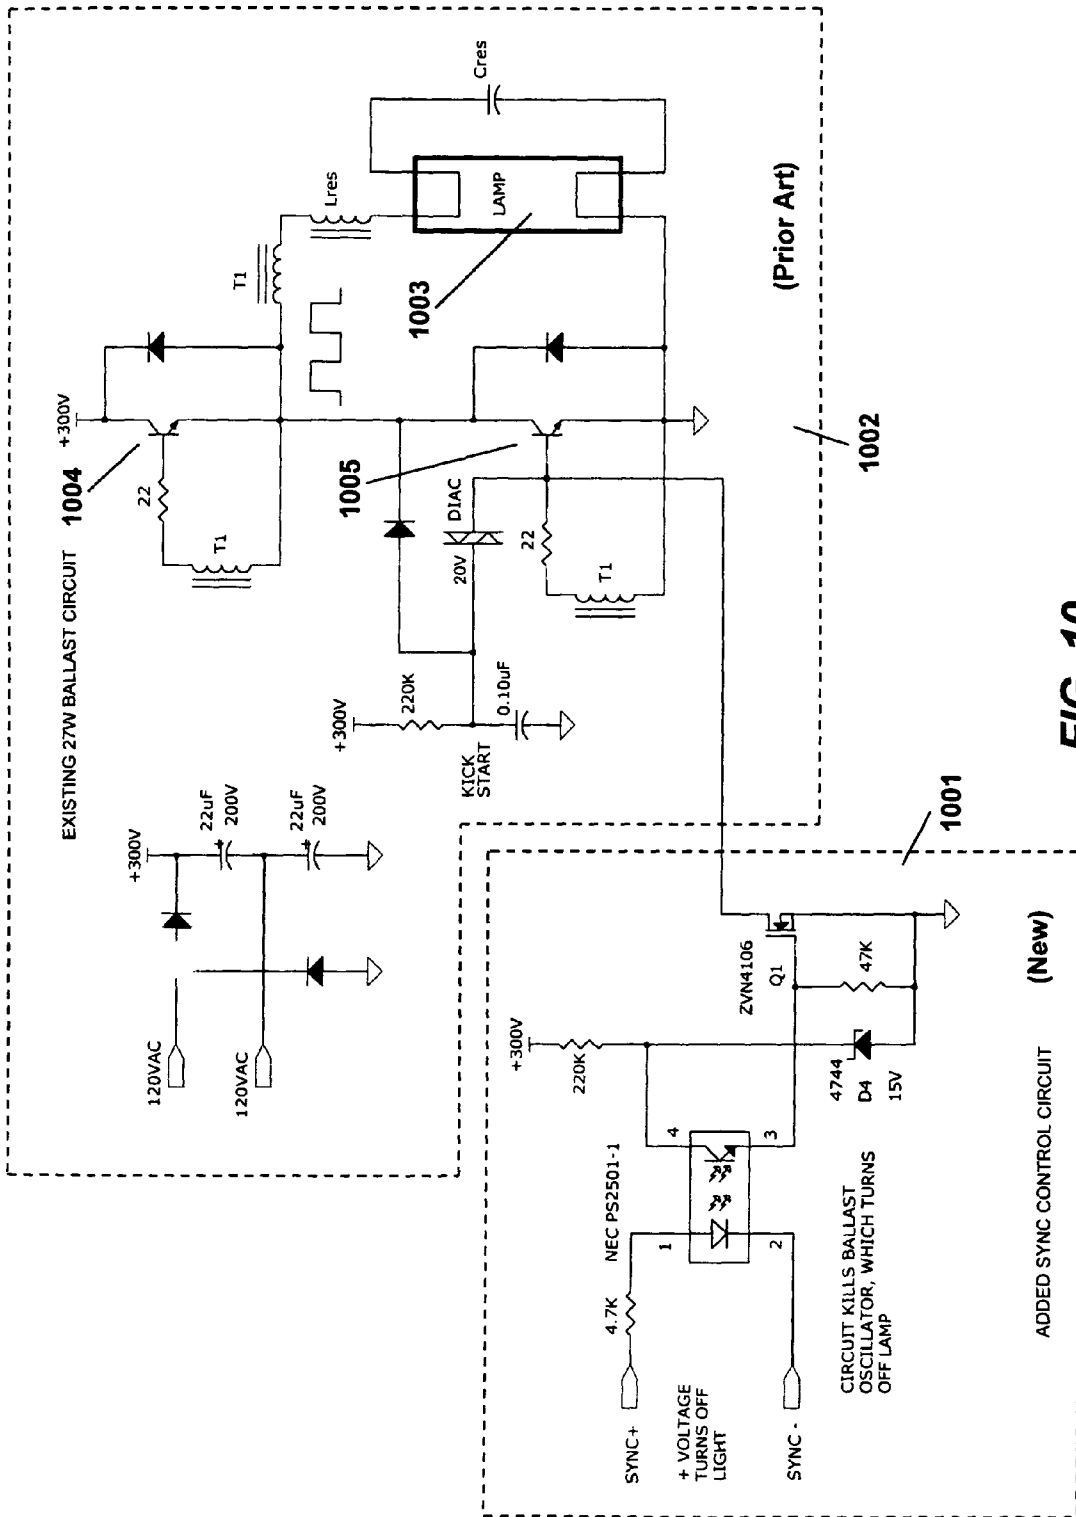 EXISTING 27W BALLAST CIRCUIT
120VAC
120VAC
+300V
22uF
200V
22uF
200V
+300V
1004
22
T1
T1
Lres
Cres
LAMP
1003
+300V
220K
KICK
START
0.10uF
20V
DIAC
1005
22
T1
1002
(Prior Art)
SYNC+
4.7K
+ VOLTAGE
TURNS OFF
LIGHT
SYNC -
NEC PS2501-1
1
2
4
3
+300V
220K
4744
D4
15V
ZVN4106
Q1
47K
1001
CIRCUIT KILLS BALLAST
OSCILLATOR, WHICH TURNS
OFF LAMP
ADDED SYNC CONTROL CIRCUIT
(New)
FIG. 10